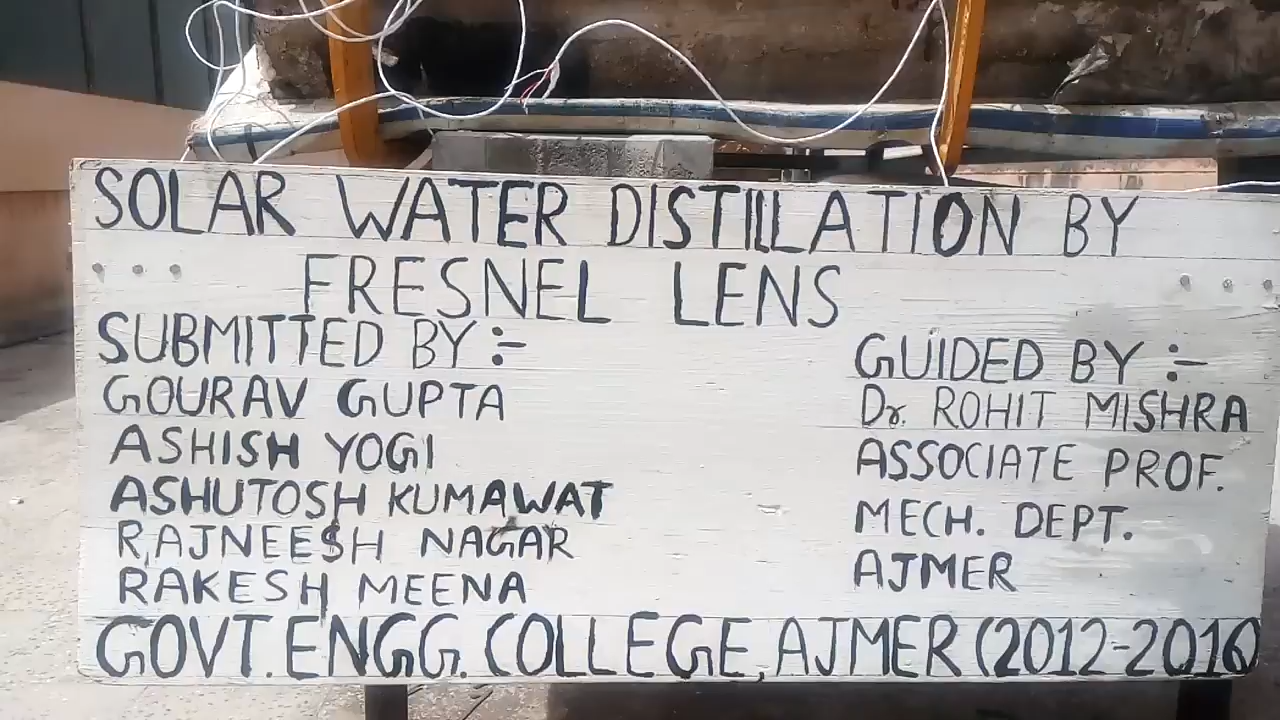 SOLAR WATER DISTILLATION BY
FRESNEL LENS
SUBMITTED BY :-
GOURAV GUPTA
ASHISH YOGI
ASHUTOSH KUMAWAT
RAJNEESH NAGAR
RAKESH MEENA
GUIDED BY :-
Dr. ROHIT MISHRA
ASSOCIATE PROF.
MECH. DEPT.
AJMER
GOVT. ENGG. COLLEGE, AJMER (2012-2016)